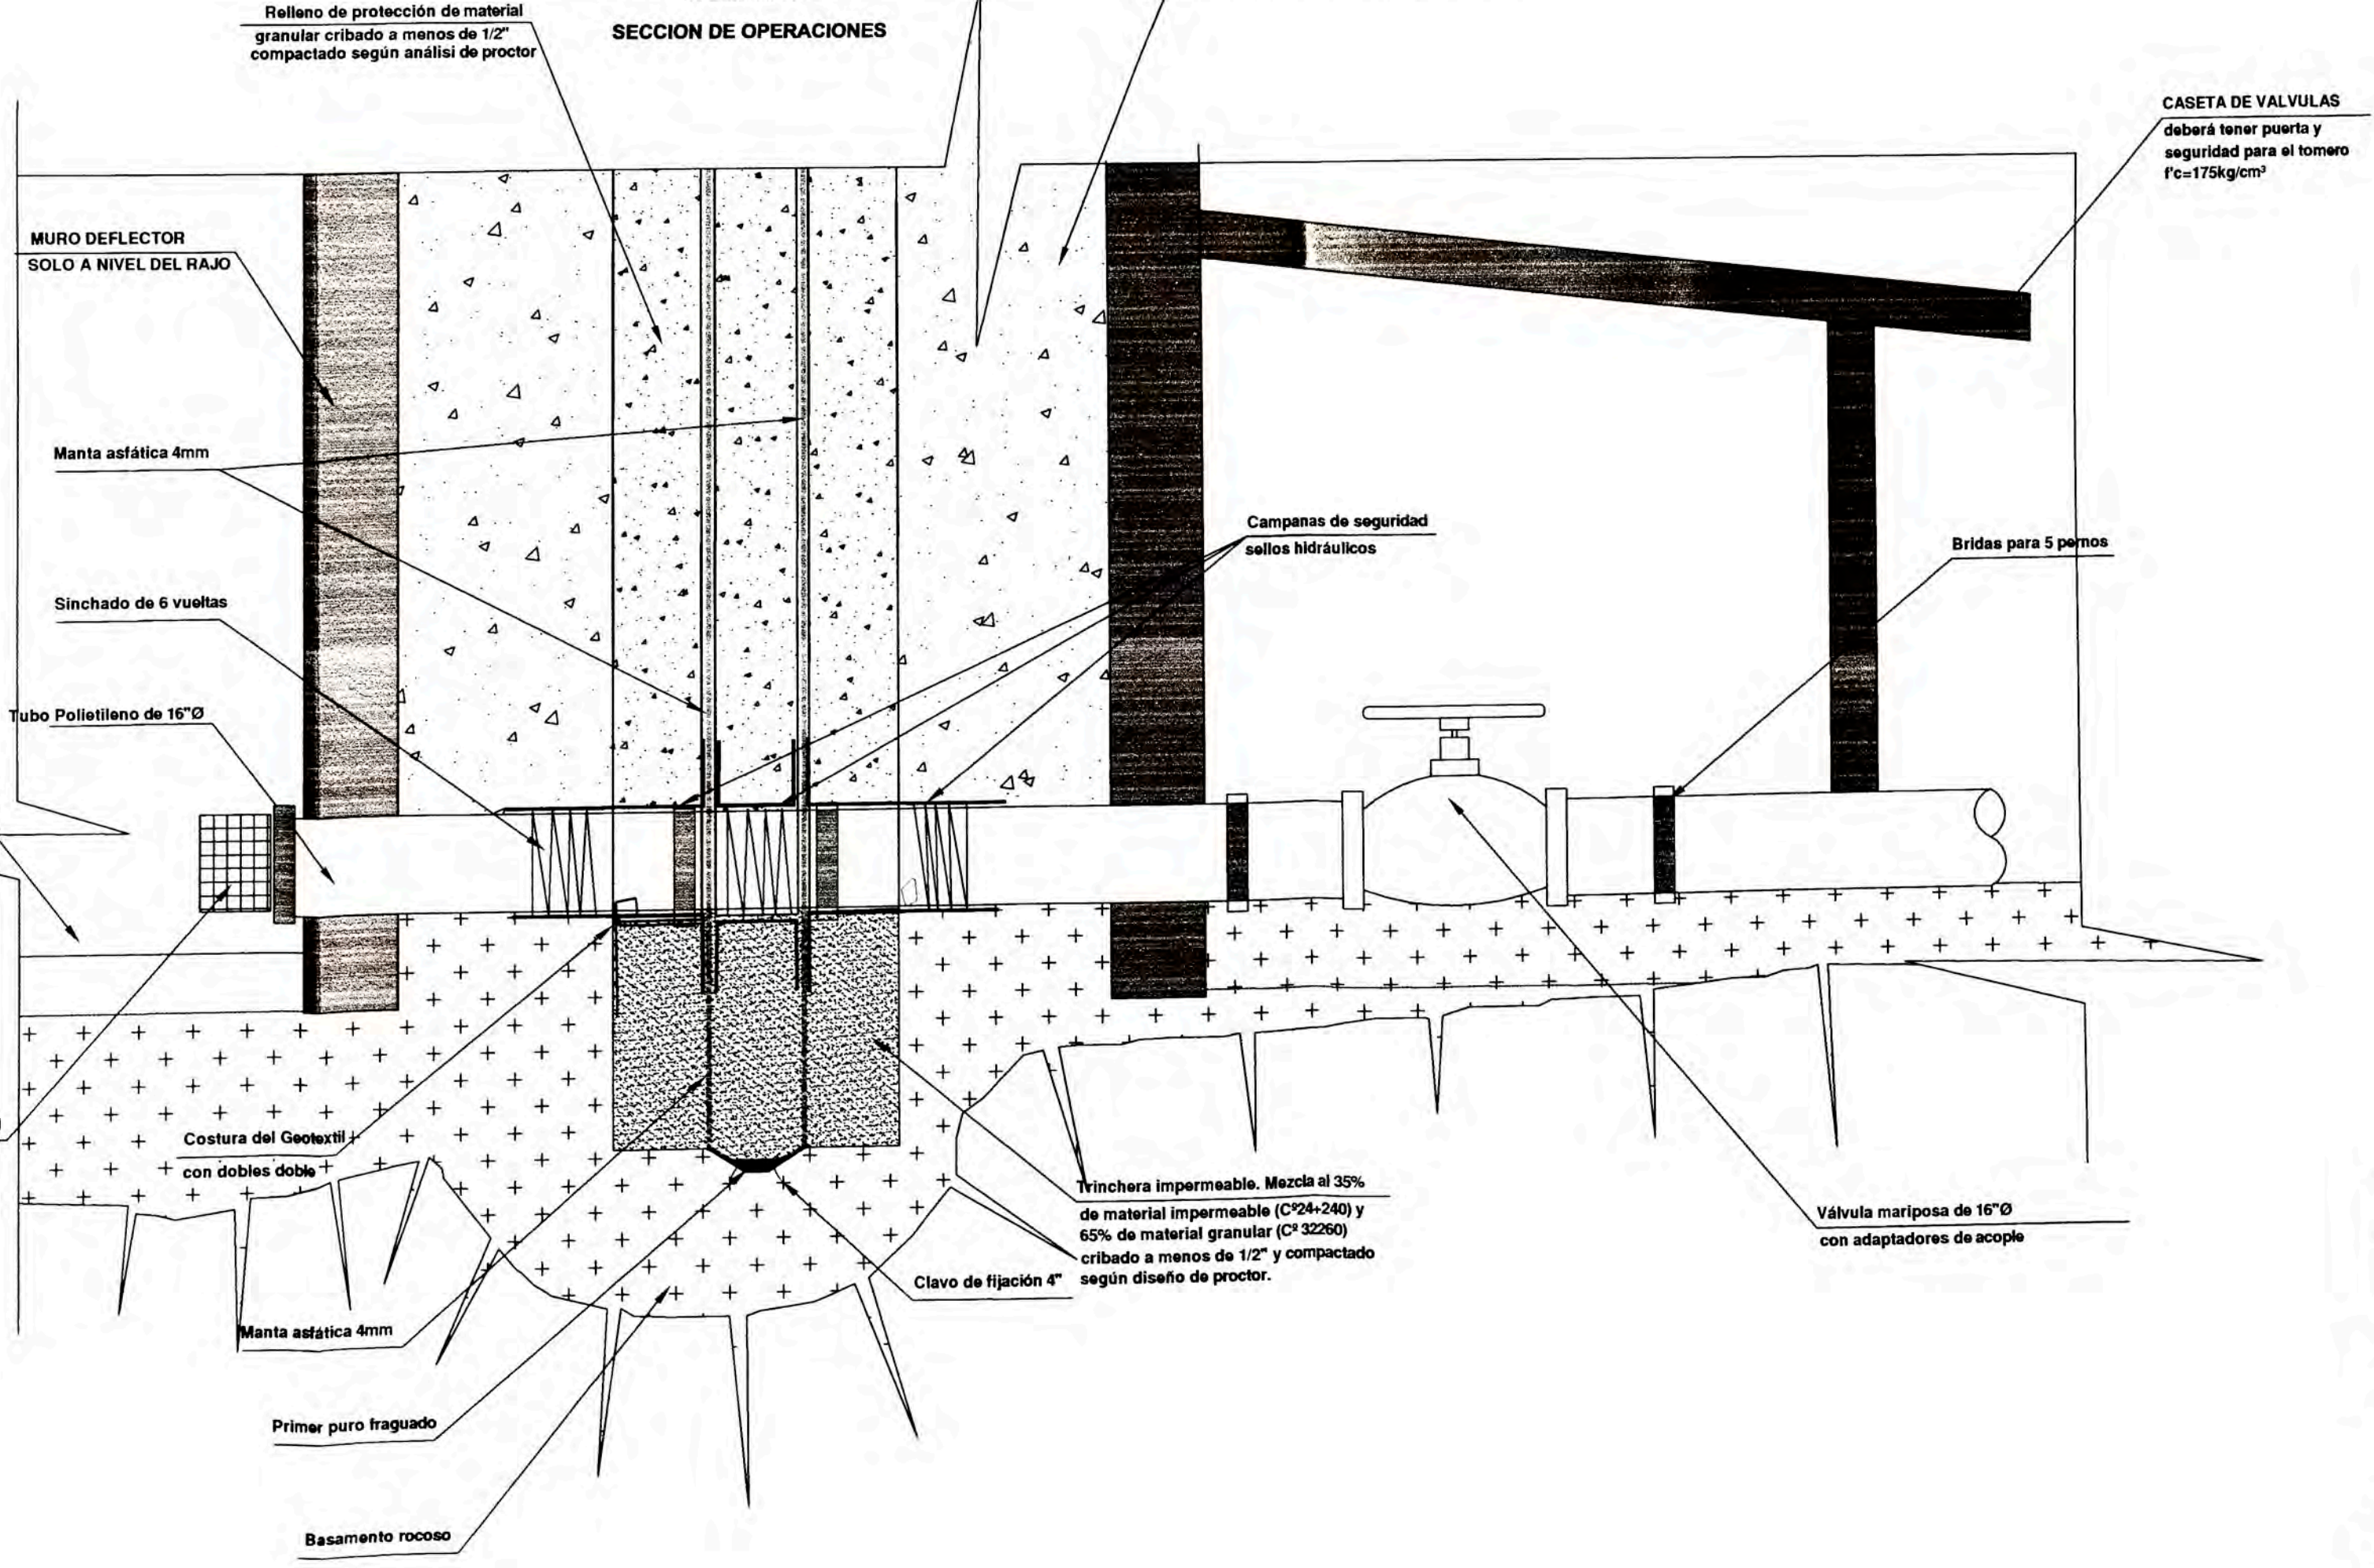 Relleno de protección de material
granular cribado a menos de 1/2"
compactado según análisi de proctor
SECCION DE OPERACIONES
CASETA DE VALVULAS
deberá tener puerta y
seguridad para el tomero
f'c=175kg/cm³
MURO DEFLECTOR
SOLO A NIVEL DEL RAJO
Manta asfática 4mm
Campanas de seguridad
sellos hidráulicos
Bridas para 5 pernos
Sinchado de 6 vueltas
Tubo Polietileno de 16"Ø
Costura del Geotextil
con dobles doble
Trinchera impermeable. Mezcla al 35%
de material impermeable (Cº24+240) y
65% de material granular (Cº 32260)
cribado a menos de 1/2" y compactado
según diseño de proctor.
Válvula mariposa de 16"Ø
con adaptadores de acople
Clavo de fijación 4"
Manta asfática 4mm
Primer puro fraguado
Basamento rocoso